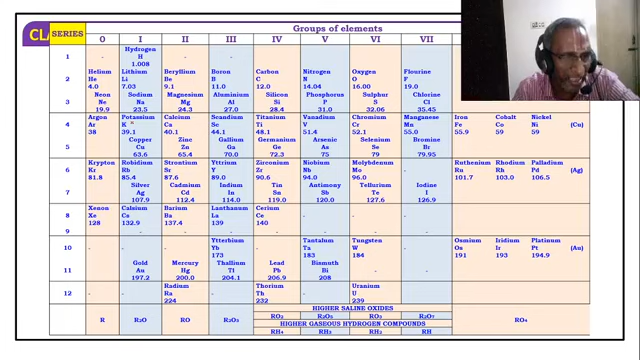 CL
SERIES
Groups of elements
0 I II III IV V VI VII
1 - Hydrogen H 1.008 - -
2 Helium He 4.0 Lithium Li 7.03 Beryllium Be 9.1 Boron B 11.0 Carbon C 12.0 Nitrogen N 14.04 Oxygen O 16.00 Flourine F 19.0
3 Neon Ne 19.9 Sodium Na 23.5 Magnesium Mg 24.3 Aluminium Al 27.0 Silicon Si 28.4 Phosphorus P 31.0 Sulphur S 32.06 Chlorine Cl 35.45
4 Argon Ar 38 Potassium K 39.1 Calcium Ca 40.1 Scandium Sc 44.1 Titanium Ti 48.1 Vanadium V 51.4 Chromium Cr 52.1 Manganese Mn 55.0 Iron Fe 55.9 Cobalt Co 59 Nickel Ni 59 (Cu)
5 Copper Cu 63.6 Zinc Zn 65.4 Gallium Ga 70.0 Germanium Ge 72.3 Arsenic As 75 Selenium Se 79 Bromine Br 79.95
6 Krypton Kr 81.8 Rubidium Rb 85.4 Strontium Sr 87.6 Yttrium Y 89.0 Zirconium Zr 90.6 Niobium Nb 94.0 Molybdenum Mo 96.0 - Ruthenium Ru 101.7 Rhodium Rh 103.0 Palladium Pd 106.5 (Ag)
7 Silver Ag 107.9 Cadmium Cd 112.4 Indium In 114.0 Tin Sn 119.0 Antimony Sb 120.0 Tellurium Te 127.6 Iodine I 126.9
8 Xenon Xe 128 Calsium Cs 132.9 Barium Ba 137.4 Lanthanum La 139 Cerium Ce 140
9 - - - - - - -
10 - - - Ytterbium Yb 173 - Tantalum Ta 183 Tungsten W 184 - Osmium Os 191 Iridium Ir 193 Platinum Pt 194.9 (Au)
11 Gold Au 197.2 Mercury Hg 200.0 Thallium Tl 204.1 Lead Pb 206.9 Bismuth Bi 208 - -
12 - - Radium Ra 224 - Thorium Th 232 - Uranium U 239
HIGHER SALINE OXIDES
R R2O RO R2O3 RO2 R2O5 RO3 R2O7 RO4
HIGHER GASEOUS HYDROGEN COMPOUNDS
RH4 RH3 RH2 RH